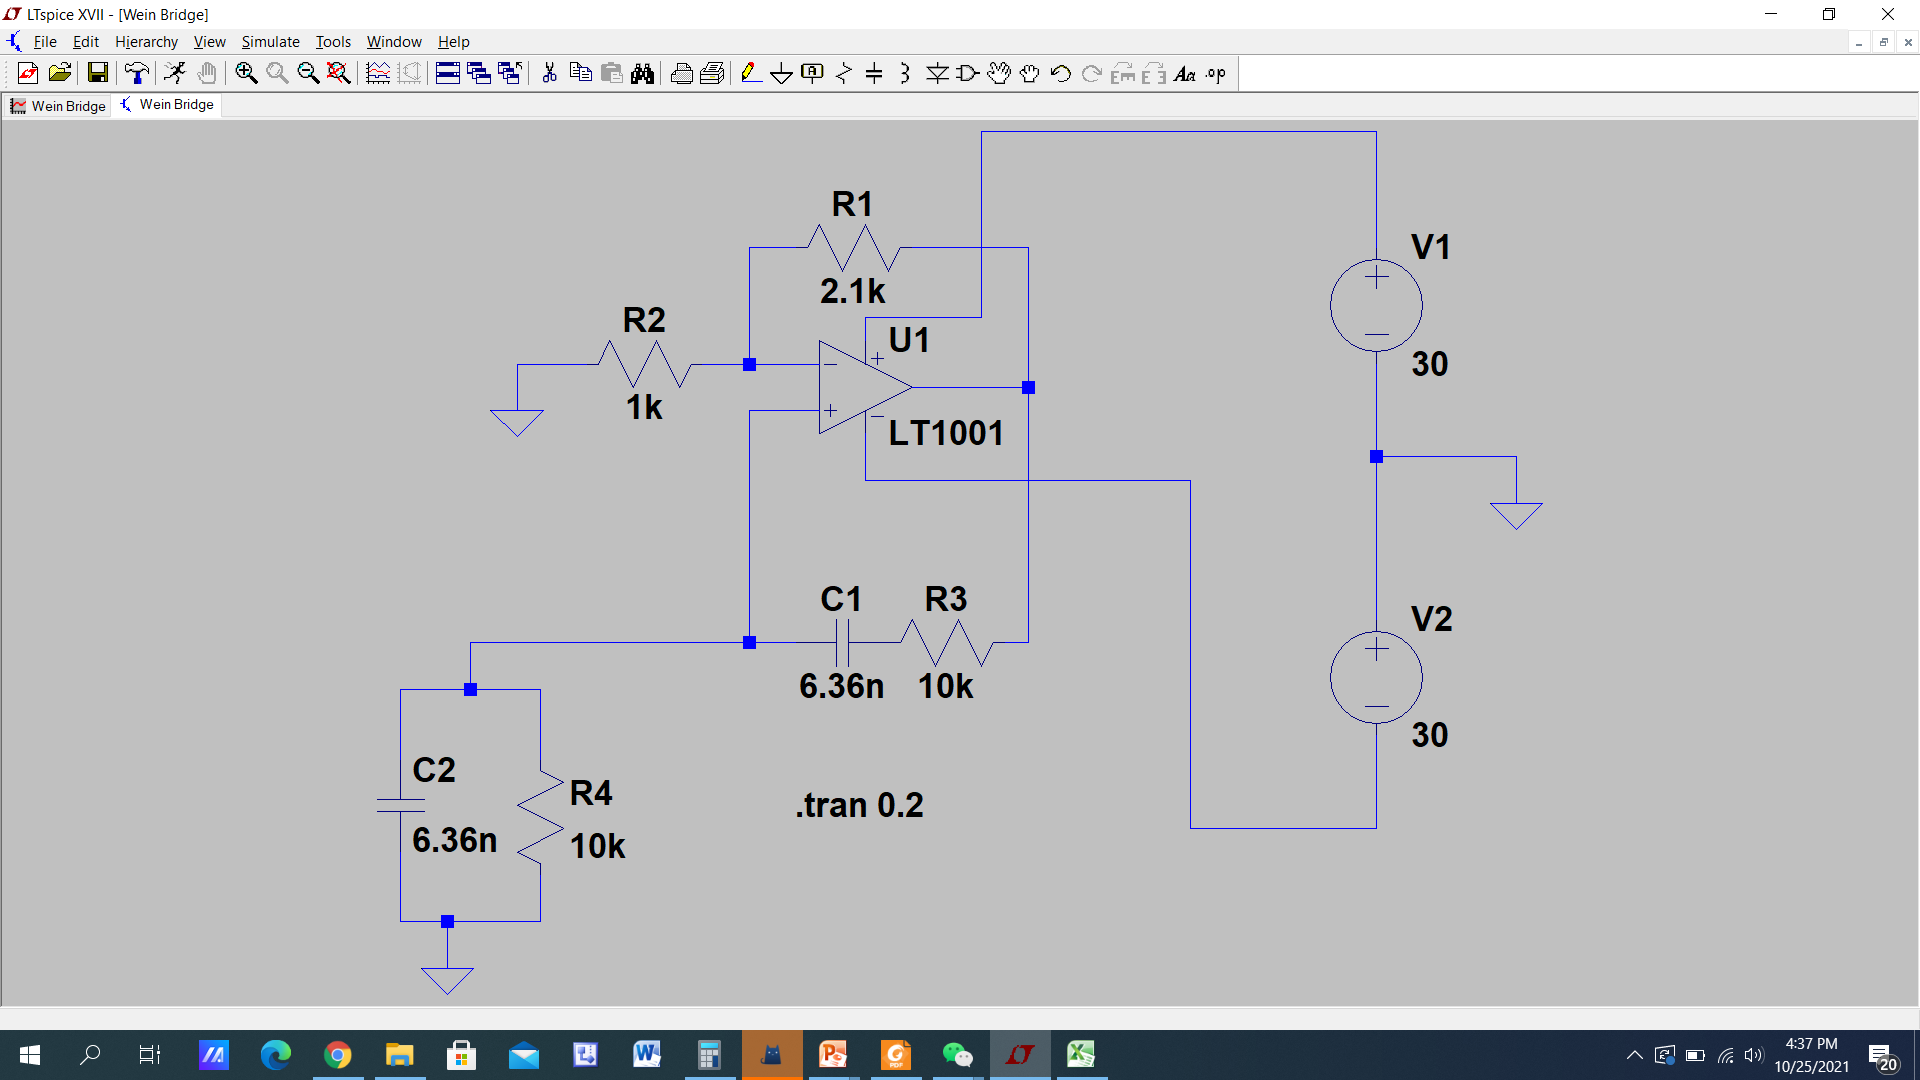 LTspice XVII - [Wein Bridge]
File Edit Hierarchy View Simulate Tools Window Help
.op
Wein Bridge
Wein Bridge
R1
2.1k
R2
1k
U1
LT1001
V1
30
C1
6.36n
R3
10k
V2
30
C2
6.36n
R4
10k
.tran 0.2
4:37 PM
10/25/2021
20